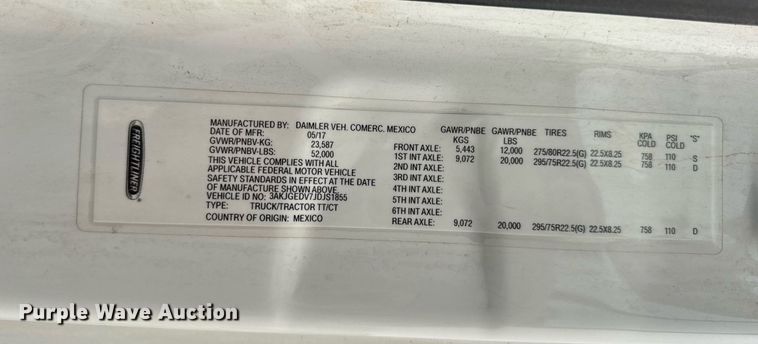 FREIGHTLINER
MANUFACTURED BY: DAIMLER VEH. COMERC. MEXICO
DATE OF MFR: 05/17
GVWR/PNBV-KG: 23,587
GVWR/PNBV-LBS: 52,000
THIS VEHICLE COMPLIES WITH ALL
APPLICABLE FEDERAL MOTOR VEHICLE
SAFETY STANDARDS IN EFFECT AT THE DATE
OF MANUFACTURE SHOWN ABOVE.
VEHICLE ID NO: 3AKJGEDV7JDJS1855
TYPE: TRUCK/TRACTOR TT/CT
COUNTRY OF ORIGIN: MEXICO
GAWR/PNBE KGS GAWR/PNBE LBS TIRES RIMS KPA COLD PSI COLD "S"
FRONT AXLE: 5,443 12,000 275/80R22.5(G) 22.5X8.25 758 110 S
1ST INT AXLE: 9,072 20,000 295/75R22.5(G) 22.5X8.25 758 110 D
2ND INT AXLE:
3RD INT AXLE:
4TH INT AXLE:
5TH INT AXLE:
6TH INT AXLE:
REAR AXLE: 9,072 20,000 295/75R22.5(G) 22.5X8.25 758 110 D
Purple Wave Auction